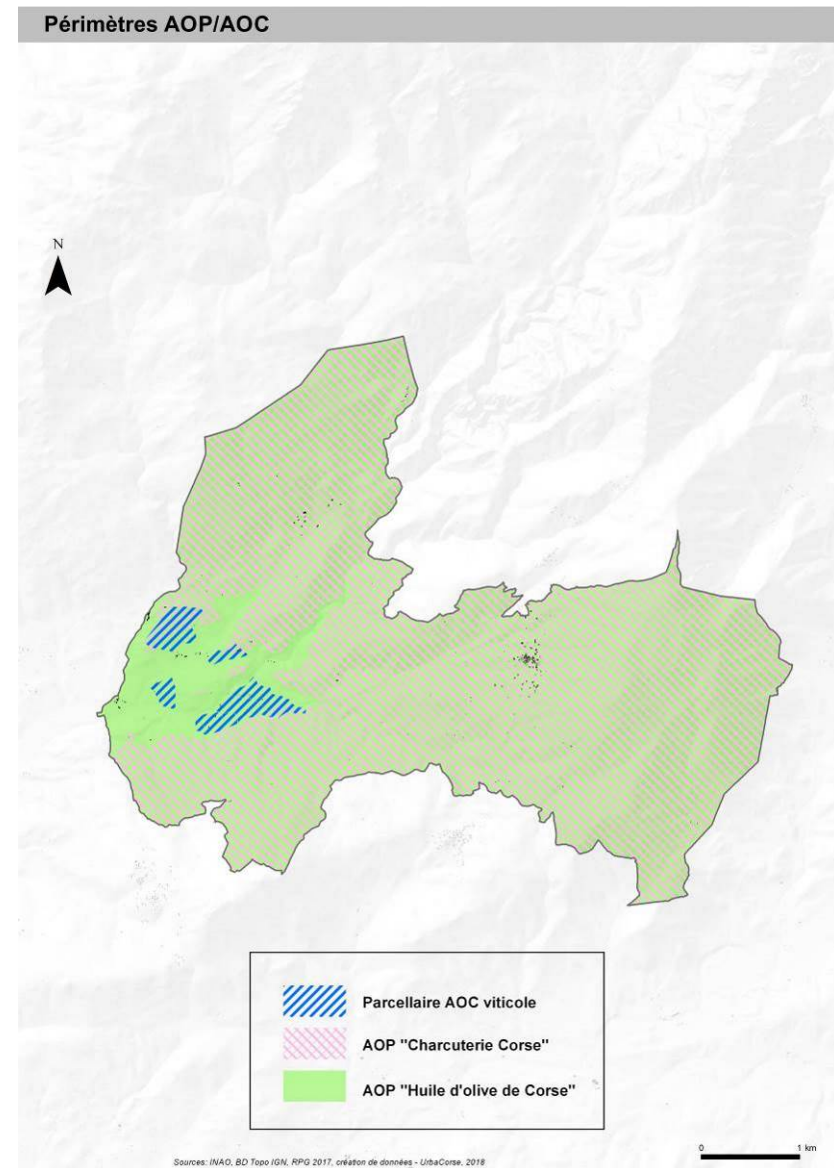 Périmètres AOP/AOC
N
Parcellaire AOC viticole
AOP "Charcuterie Corse"
AOP "Huile d'olive de Corse"
0 1 km
Sources: INAO, BD Topo IGN, RPG 2017, création de données - UrbaCorse, 2018